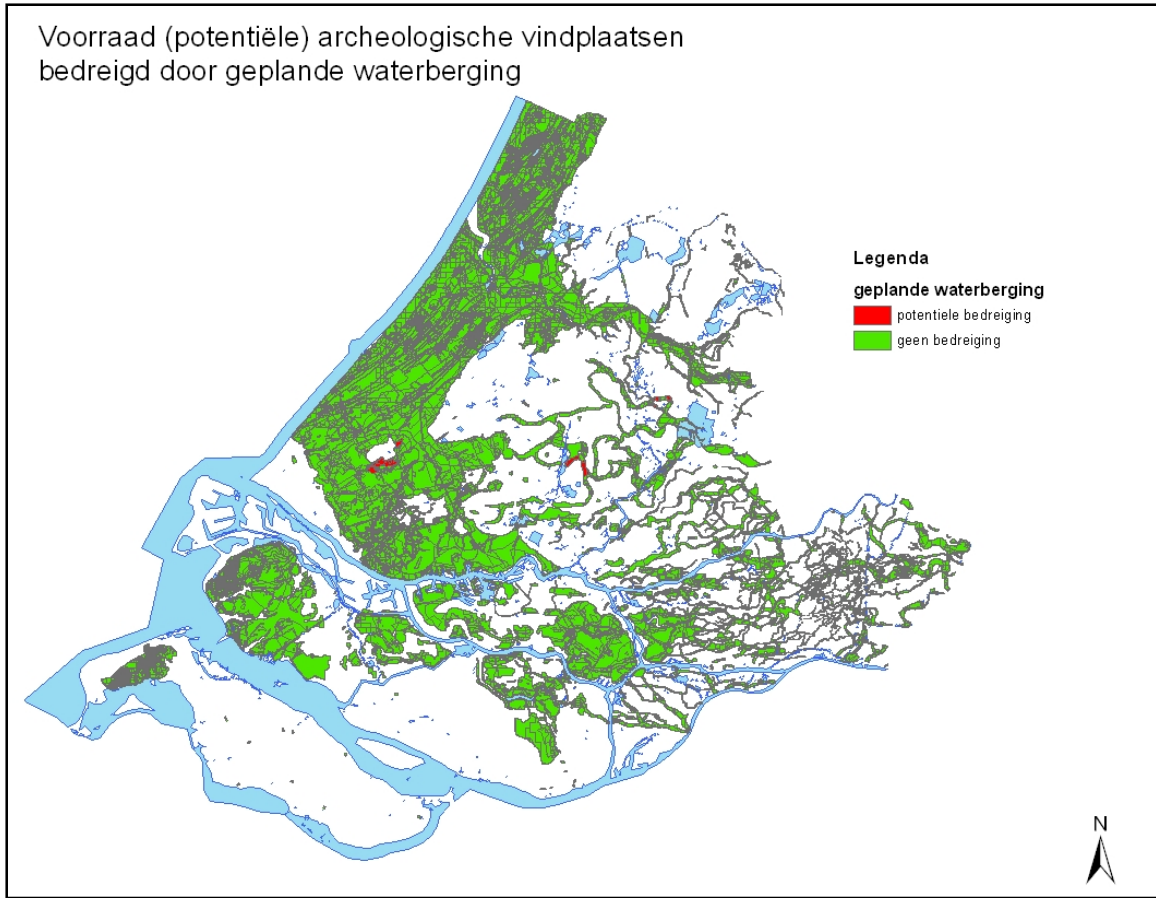 Voorraad (potentiële) archeologische vindplaatsen
bedreigd door geplande waterberging
Legenda
geplande waterberging
potentiele bedreiging
geen bedreiging
N